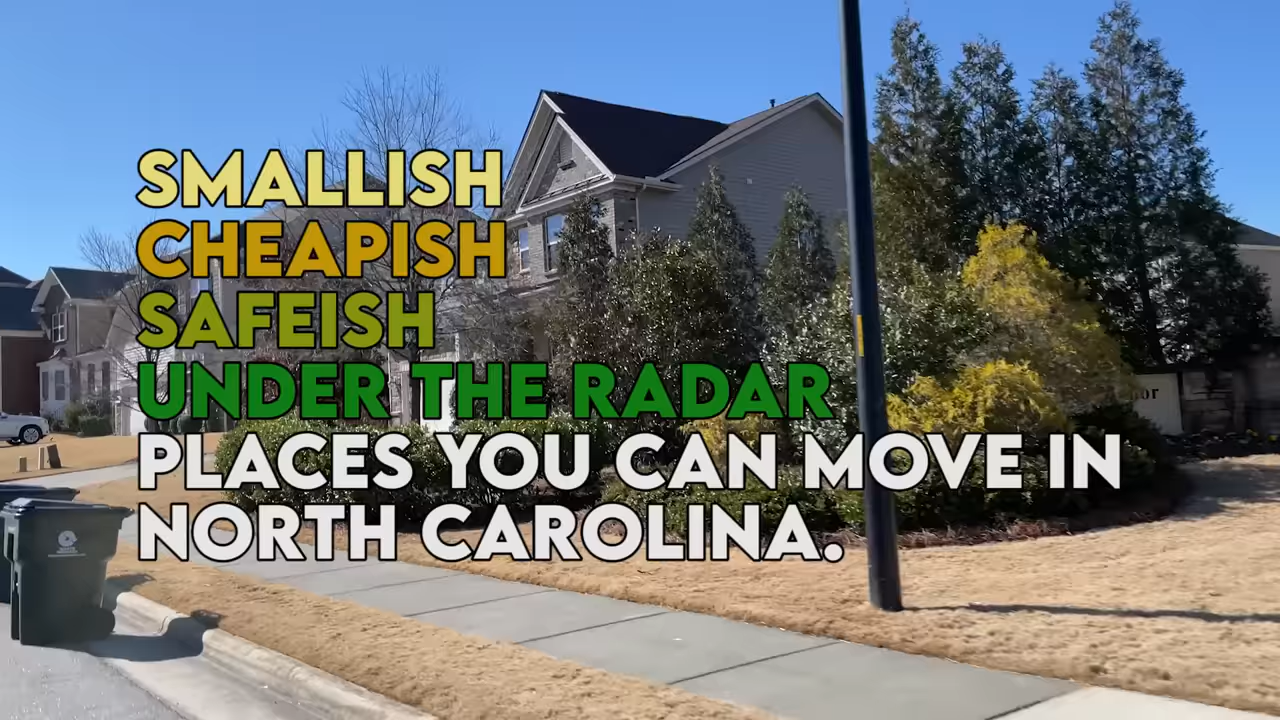 SMALLISH
CHEAPISH
SAFEISH
UNDER THE RADAR
PLACES YOU CAN MOVE IN
NORTH CAROLINA.